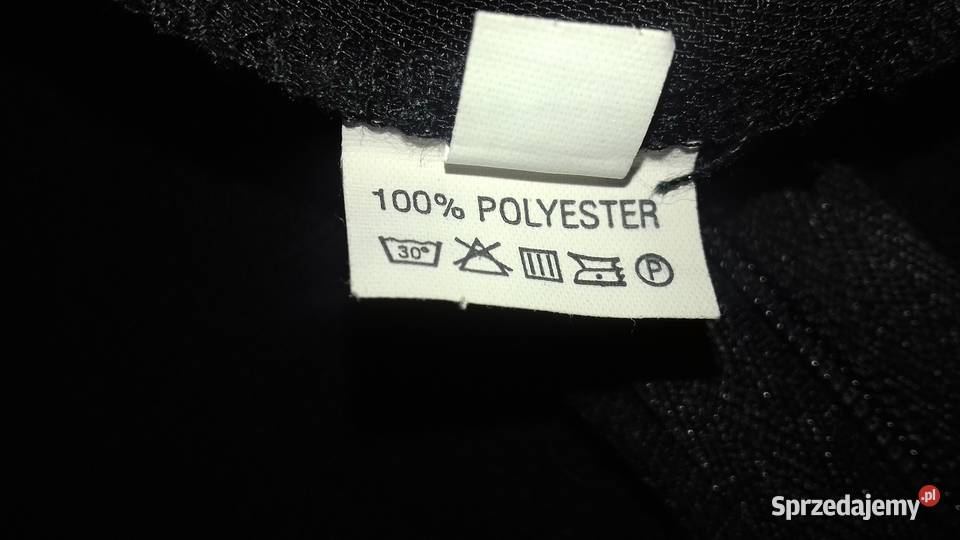 100% POLYESTER
30°
P
Sprzedajemy.pl